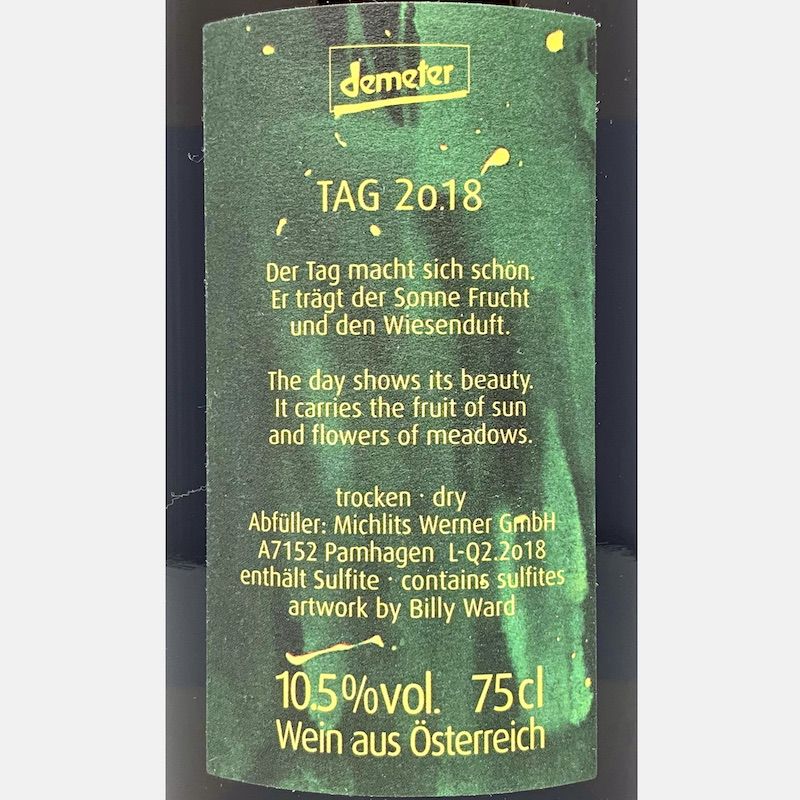 demeter
TAG 2o.18
Der Tag macht sich schön.
Er trägt der Sonne Frucht
und den Wiesenduft.
The day shows its beauty.
It carries the fruit of sun
and flowers of meadows.
trocken · dry
Abfüller: Michlits Werner GmbH
A7152 Pamhagen L-Q2.2o18
enthält Sulfite · contains sulfites
artwork by Billy Ward
10.5%vol. 75cl
Wein aus Österreich